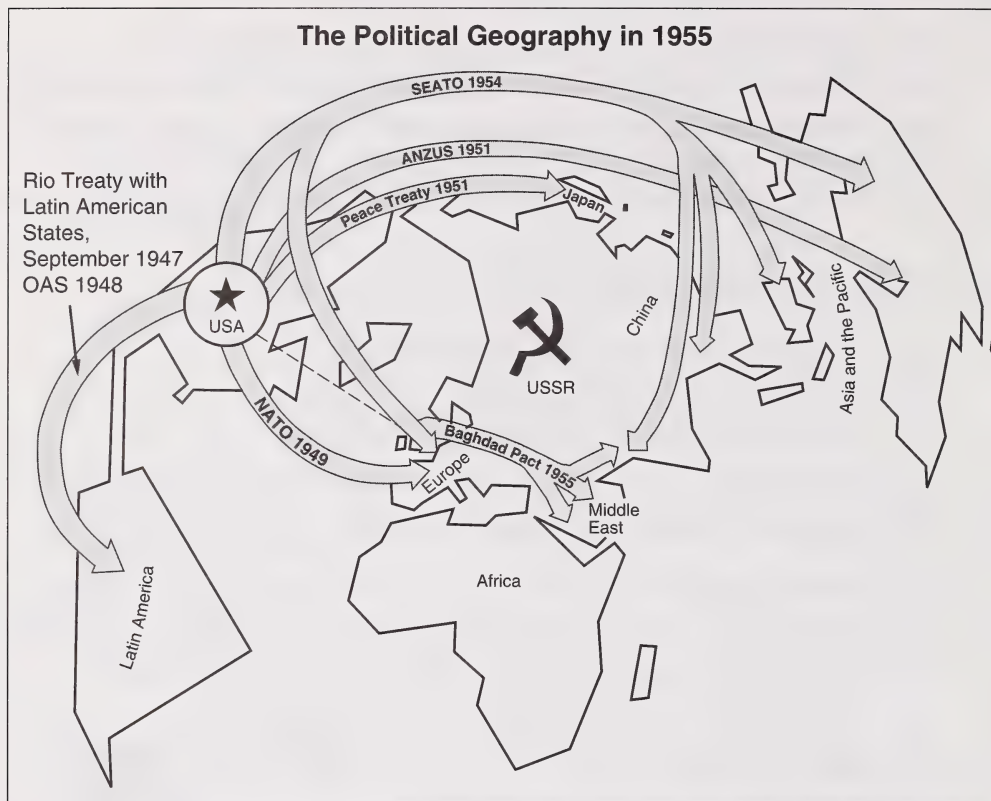 The Political Geography in 1955
SEATO 1954
ANZUS 1951
Peace Treaty 1951
Japan
Rio Treaty with
Latin American
States,
September 1947
OAS 1948
USA
China
Asia and the Pacific
USSR
NATO 1949
Baghdad Pact 1955
Europe
Middle
East
Africa
Latin America